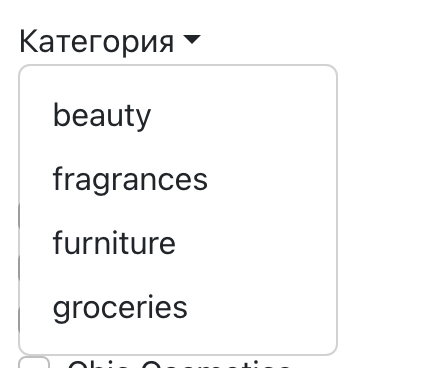 Категория
beauty
fragrances
furniture
groceries